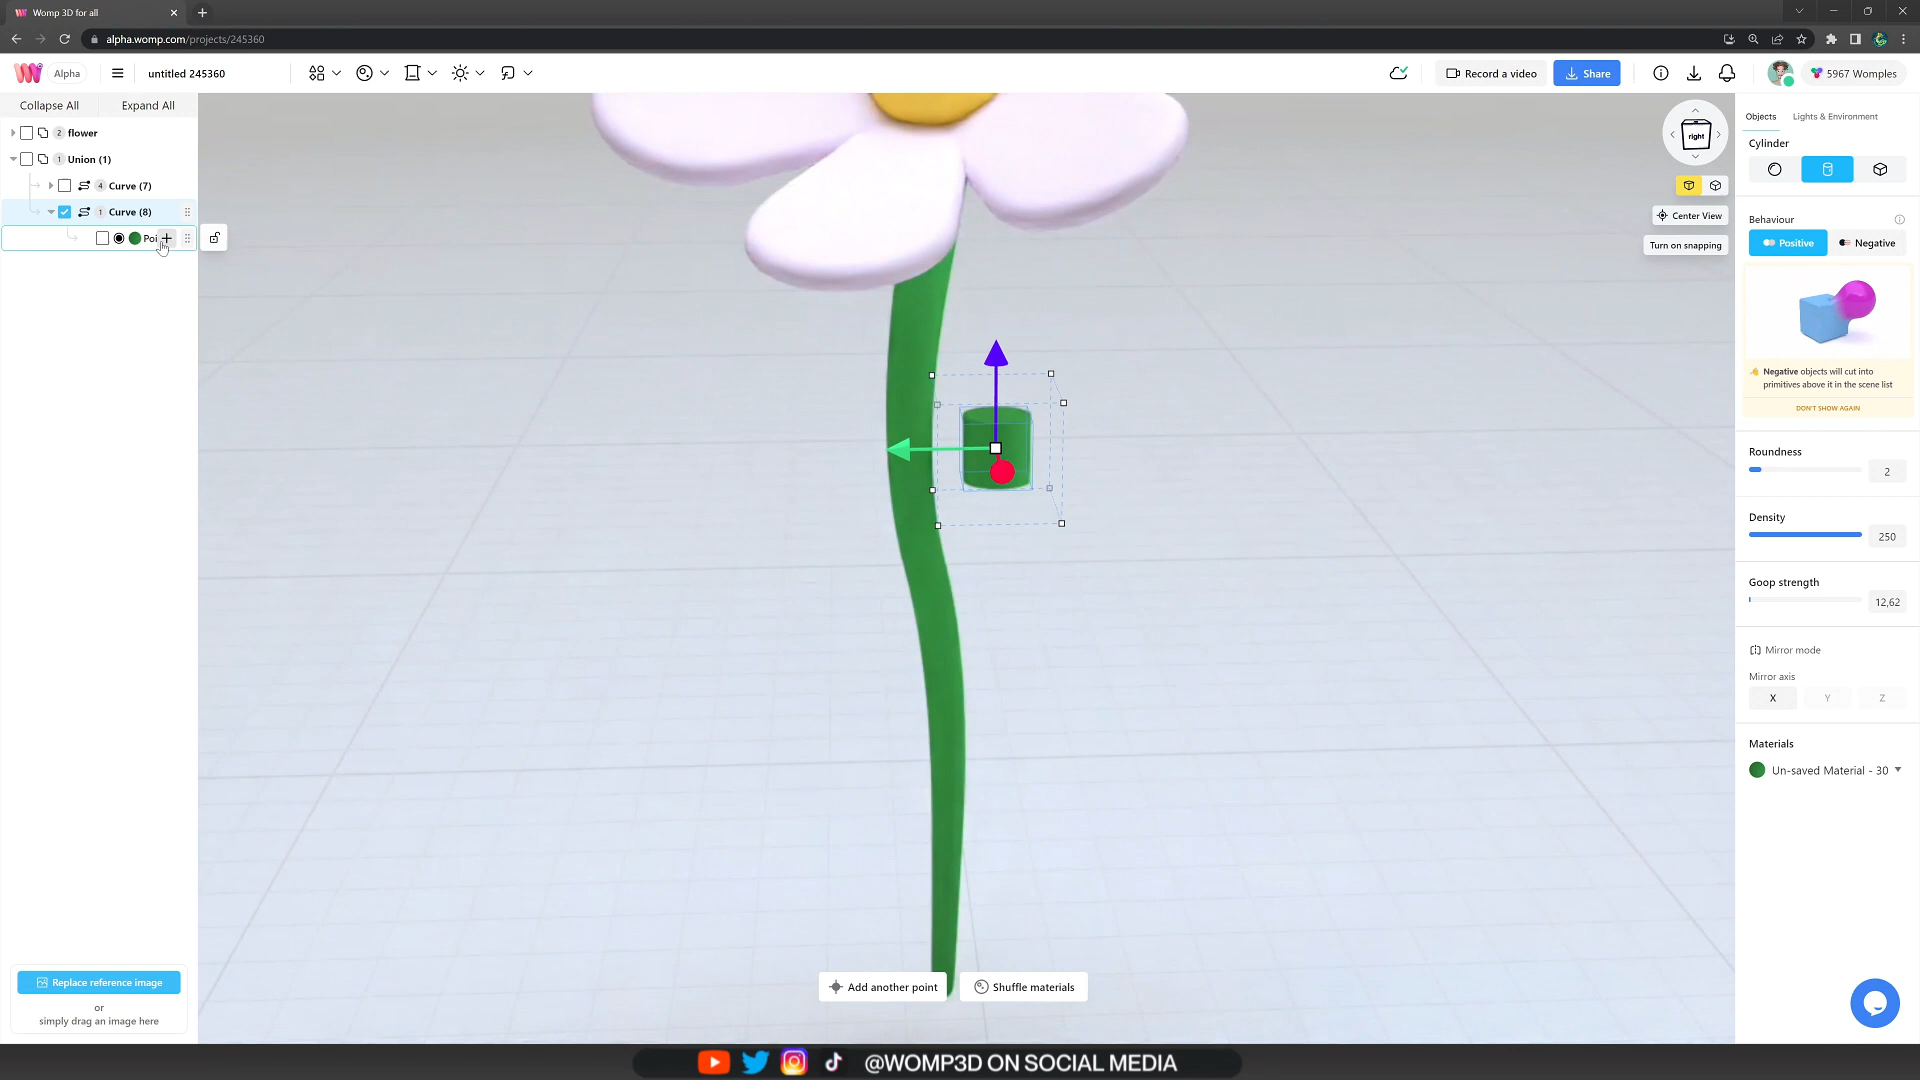 Womp 3D for all
alpha.womp.com/projects/245360
Alpha
untitled 245360
Record a video
Share
5967 Womples
Collapse All
Expand All
2 flower
1 Union (1)
4 Curve (7)
1 Curve (8)
Poi
right
Center View
Turn on snapping
Objects
Lights & Environment
Cylinder
Behaviour
Positive
Negative
Negative objects will cut into
primitives above it in the scene list
DON'T SHOW AGAIN
Roundness
2
Density
250
Goop strength
12,62
Mirror mode
Mirror axis
X
Y
Z
Materials
Un-saved Material - 30
Add another point
Shuffle materials
Replace reference image
or
simply drag an image here
@WOMP3D ON SOCIAL MEDIA